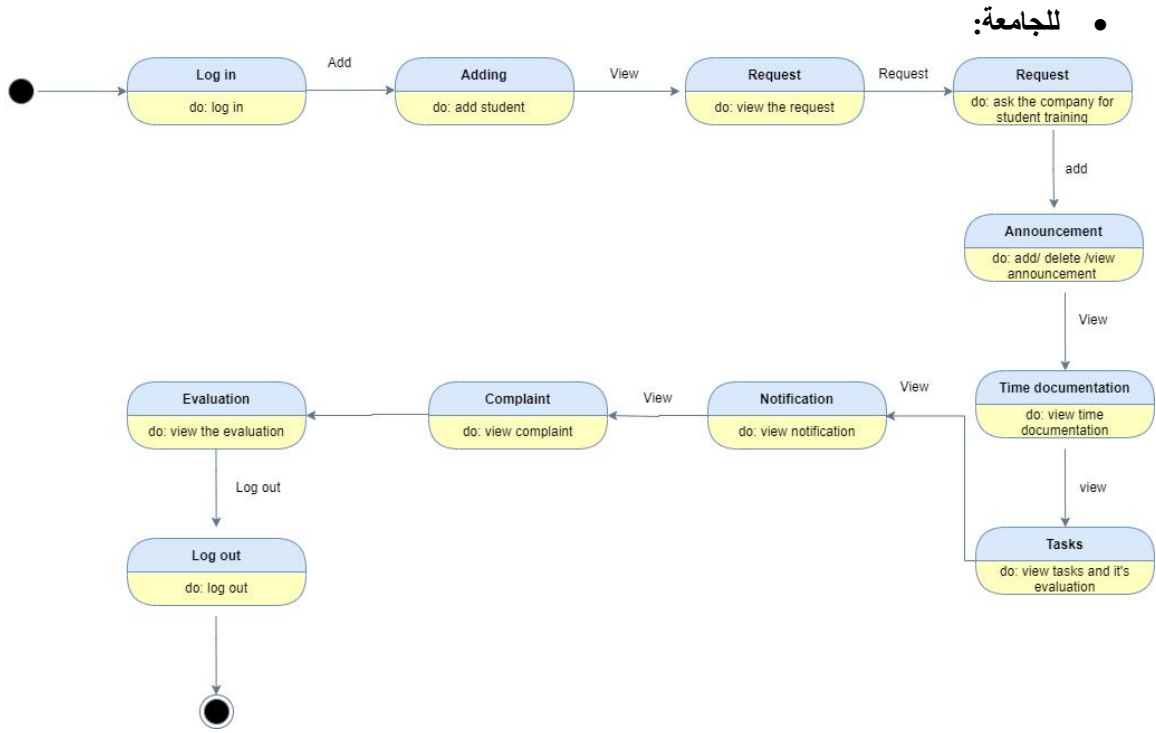 • للجامعة:
Log in
do: log in
Add
Adding
do: add student
View
Request
do: view the request
Request
Request
do: ask the company for
student training
add
Announcement
do: add/ delete /view
announcement
View
Time documentation
do: view time
documentation
view
Tasks
do: view tasks and it's
evaluation
View
Notification
do: view notification
View
Complaint
do: view complaint
Evaluation
do: view the evaluation
Log out
Log out
do: log out